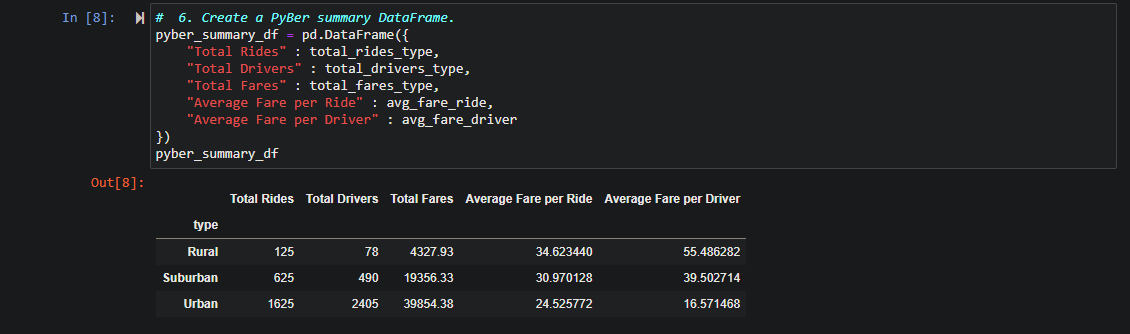 In [8]:
# 6. Create a PyBer summary DataFrame.
pyber_summary_df = pd.DataFrame({
"Total Rides" : total_rides_type,
"Total Drivers" : total_drivers_type,
"Total Fares" : total_fares_type,
"Average Fare per Ride" : avg_fare_ride,
"Average Fare per Driver" : avg_fare_driver
})
pyber_summary_df
Out[8]:
Total Rides Total Drivers Total Fares Average Fare per Ride Average Fare per Driver
type
Rural 125 78 4327.93 34.623440 55.486282
Suburban 625 490 19356.33 30.970128 39.502714
Urban 1625 2405 39854.38 24.525772 16.571468